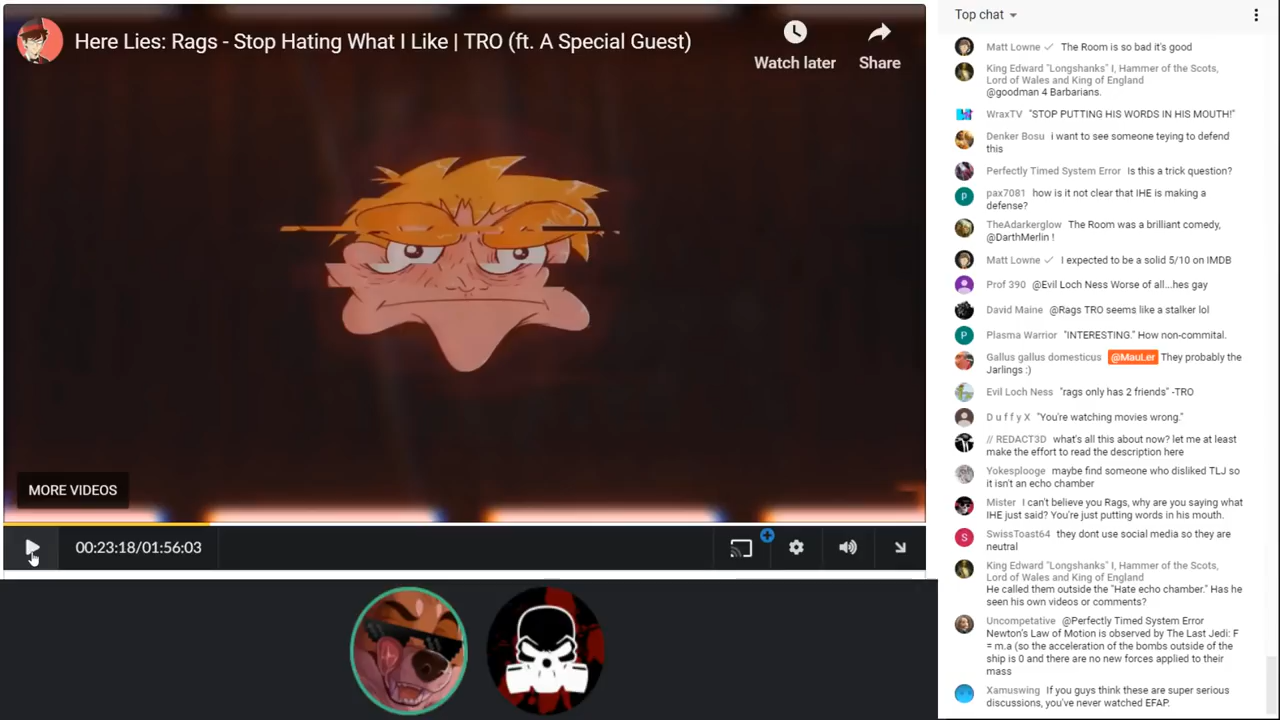 Here Lies: Rags - Stop Hating What I Like | TRO (ft. A Special Guest)
Watch later
Share
MORE VIDEOS
00:23:18/01:56:03
Top chat
Matt Lowne The Room is so bad it's good
King Edward "Longshanks" I, Hammer of the Scots,
Lord of Wales and King of England
@goodman 4 Barbarians.
WraxTV "STOP PUTTING HIS WORDS IN HIS MOUTH!"
Denker Bosu i want to see someone teying to defend
this
Perfectly Timed System Error Is this a trick question?
P
pax7081 how is it not clear that IHE is making a
defense?
TheAdarkerglow The Room was a brilliant comedy,
@DarthMerlin !
Matt Lowne I expected to be a solid 5/10 on IMDB
Prof 390 @Evil Loch Ness Worse of all...hes gay
David Maine @Rags TRO seems like a stalker lol
P
Plasma Warrior "INTERESTING." How non-commital.
Gallus gallus domesticus @MauLer They probably the
Jarlings :)
Evil Loch Ness "rags only has 2 friends" -TRO
D u f f y X "You're watching movies wrong."
// REDACT3D what's all this about now? let me at least
make the effort to read the description here
Yokesplooge maybe find someone who disliked TLJ so
it isn't an echo chamber
Mister I can't believe you Rags, why are you saying what
IHE just said? You're just putting words in his mouth.
S
SwissToast64 they dont use social media so they are
neutral
King Edward "Longshanks" I, Hammer of the Scots,
Lord of Wales and King of England
He called them outside the "Hate echo chamber." Has he
seen his own videos or comments?
Uncompetative @Perfectly Timed System Error
Newton's Law of Motion is observed by The Last Jedi: F
= m.a (so the acceleration of the bombs outside of the
ship is 0 and there are no new forces applied to their
mass
Xamuswing If you guys think these are super serious
discussions, you've never watched EFAP.